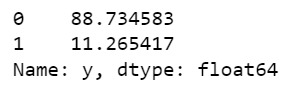 0    88.734583
1    11.265417
Name: y, dtype: float64